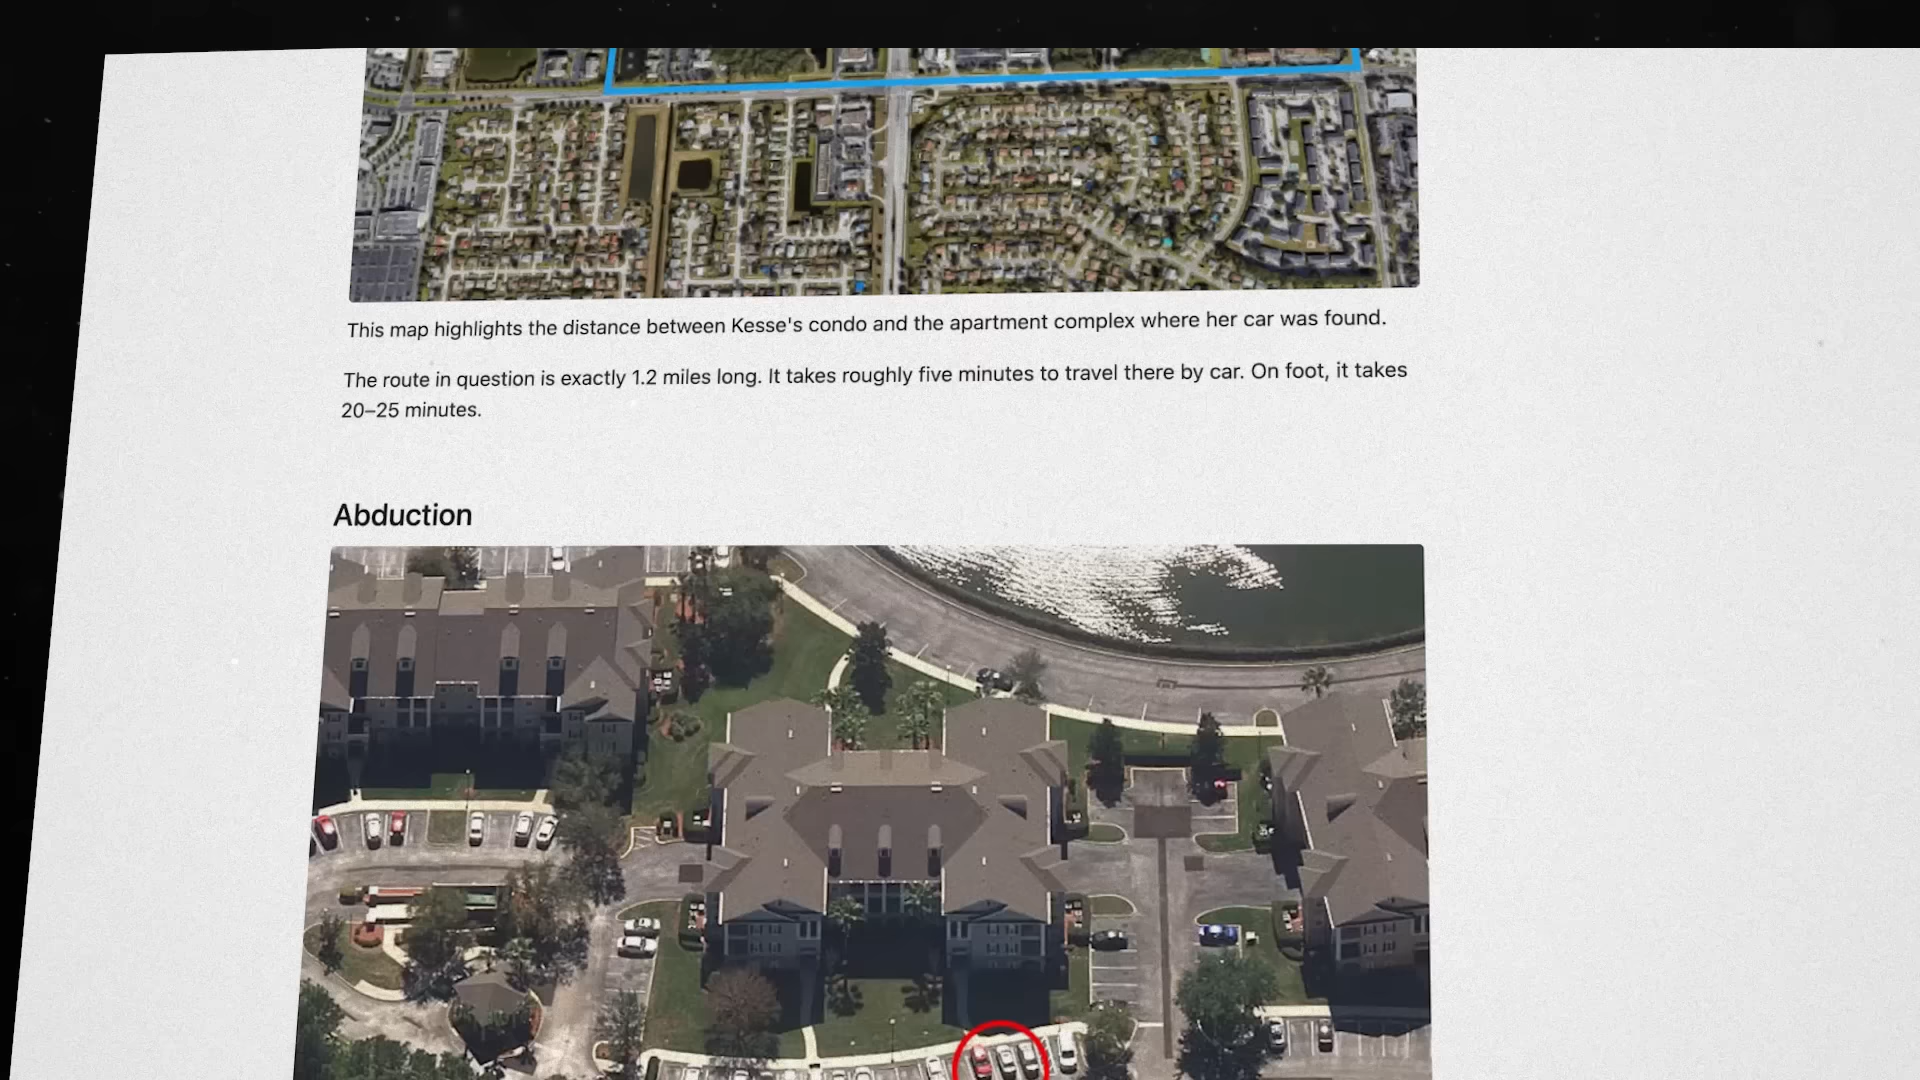 This map highlights the distance between Kesse's condo and the apartment complex where her car was found.
The route in question is exactly 1.2 miles long. It takes roughly five minutes to travel there by car. On foot, it takes
20–25 minutes.
Abduction